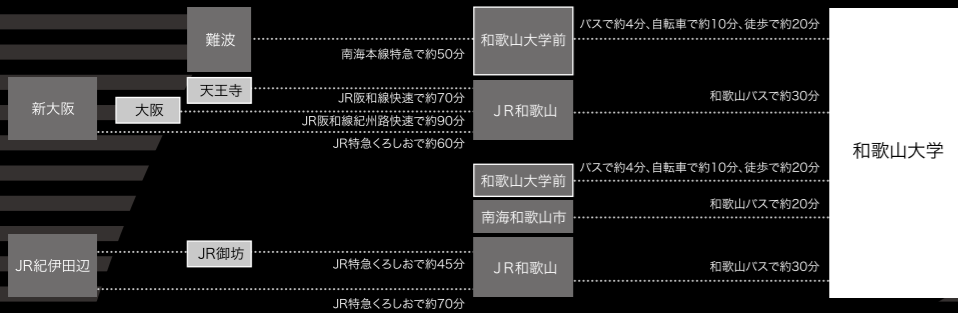 難波
南海本線特急で約50分
和歌山大学前
バスで約4分、自転車で約10分、徒歩で約20分
新大阪
大阪
天王寺
JR阪和線快速で約70分
JR阪和線紀州路快速で約90分
JR特急くろしおで約60分
JR和歌山
和歌山バスで約30分
和歌山大学
和歌山大学前
バスで約4分、自転車で約10分、徒歩で約20分
南海和歌山市
和歌山バスで約20分
JR紀伊田辺
JR御坊
JR特急くろしおで約45分
JR特急くろしおで約70分
JR和歌山
和歌山バスで約30分